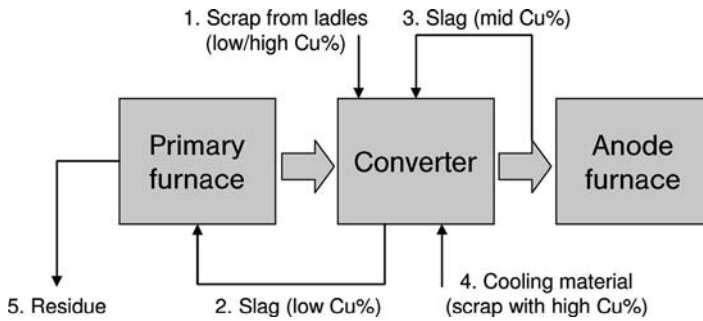 1. Scrap from ladles
(low/high Cu%)
3. Slag (mid Cu%)
Primary
furnace
Converter
Anode
furnace
5. Residue
2. Slag (low Cu%)
4. Cooling material
(scrap with high Cu%)